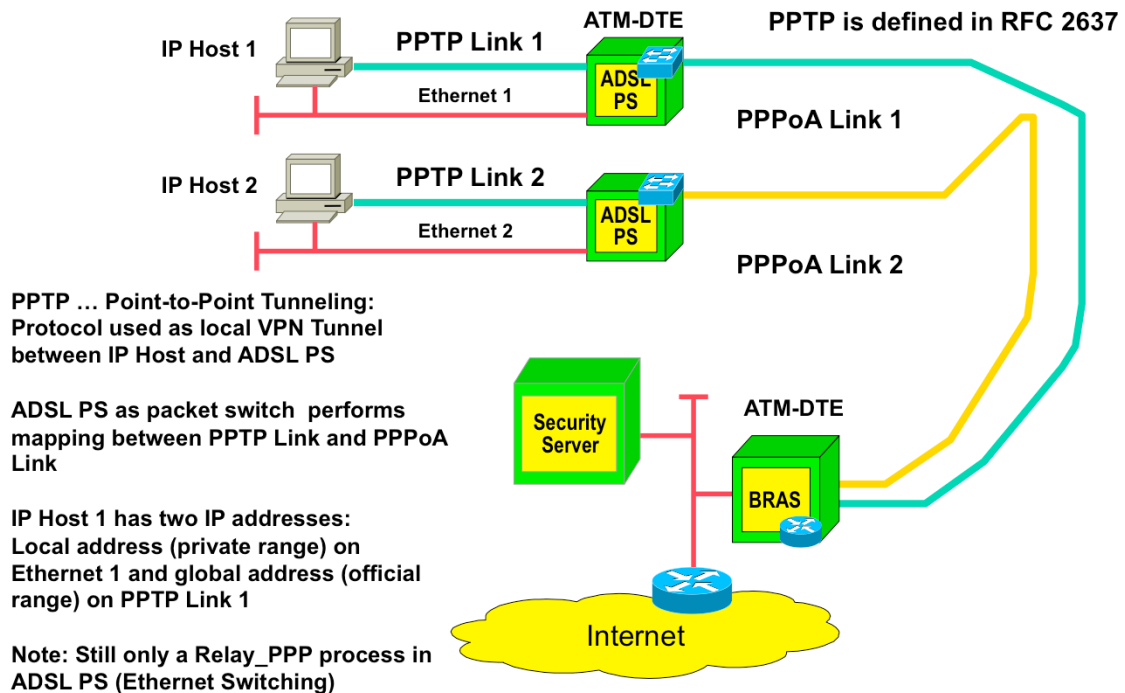 ATM-DTE
PPTP is defined in RFC 2637
IP Host 1
PPTP Link 1
ADSL
PS
Ethernet 1
PPPoA Link 1
IP Host 2
PPTP Link 2
ADSL
PS
Ethernet 2
PPPoA Link 2
PPTP … Point-to-Point Tunneling:
Protocol used as local VPN Tunnel
between IP Host and ADSL PS
ADSL PS as packet switch performs
mapping between PPTP Link and PPPoA
Link
IP Host 1 has two IP addresses:
Local address (private range) on
Ethernet 1 and global address (official
range) on PPTP Link 1
Note: Still only a Relay_PPP process in
ADSL PS (Ethernet Switching)
Security
Server
ATM-DTE
BRAS
Internet